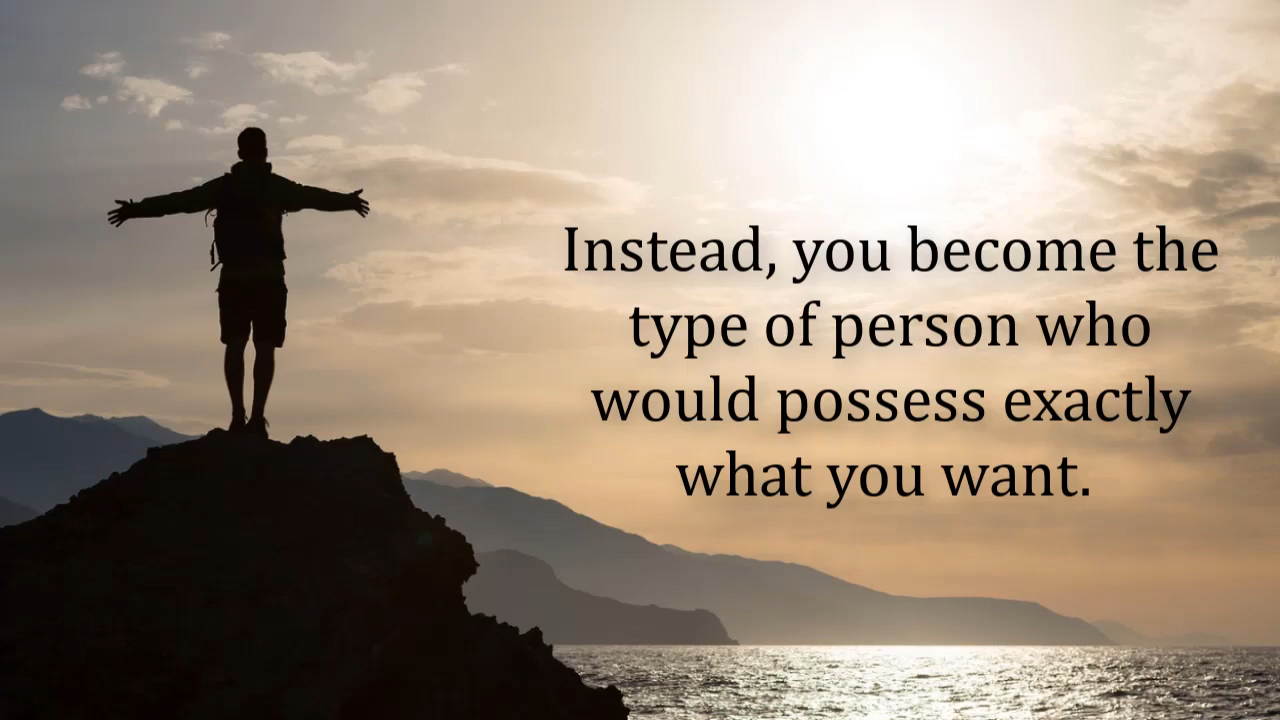 Instead, you become the
type of person who
would possess exactly
what you want.